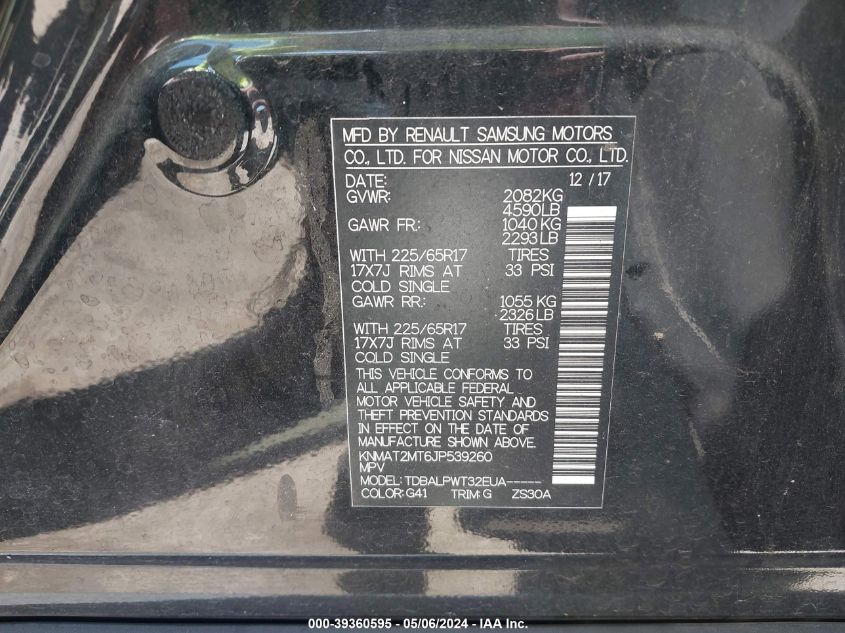 MFD BY RENAULT SAMSUNG MOTORS
CO., LTD. FOR NISSAN MOTOR CO., LTD.
DATE: 12 / 17
GVWR: 2082KG
4590LB
GAWR FR: 1040 KG
2293 LB
WITH 225/65R17 TIRES
17X7J RIMS AT 33 PSI
COLD SINGLE
GAWR RR: 1055 KG
2326 LB
WITH 225/65R17 TIRES
17X7J RIMS AT 33 PSI
COLD SINGLE
THIS VEHICLE CONFORMS TO
ALL APPLICABLE FEDERAL
MOTOR VEHICLE SAFETY AND
THEFT PREVENTION STANDARDS
IN EFFECT ON THE DATE OF
MANUFACTURE SHOWN ABOVE.
KNMAT2MT6JP539260
MPV
MODEL: TDBALPWT32EUA------
COLOR: G41 TRIM: G ZS30A
000-39360595 - 05/06/2024 - IAA Inc.